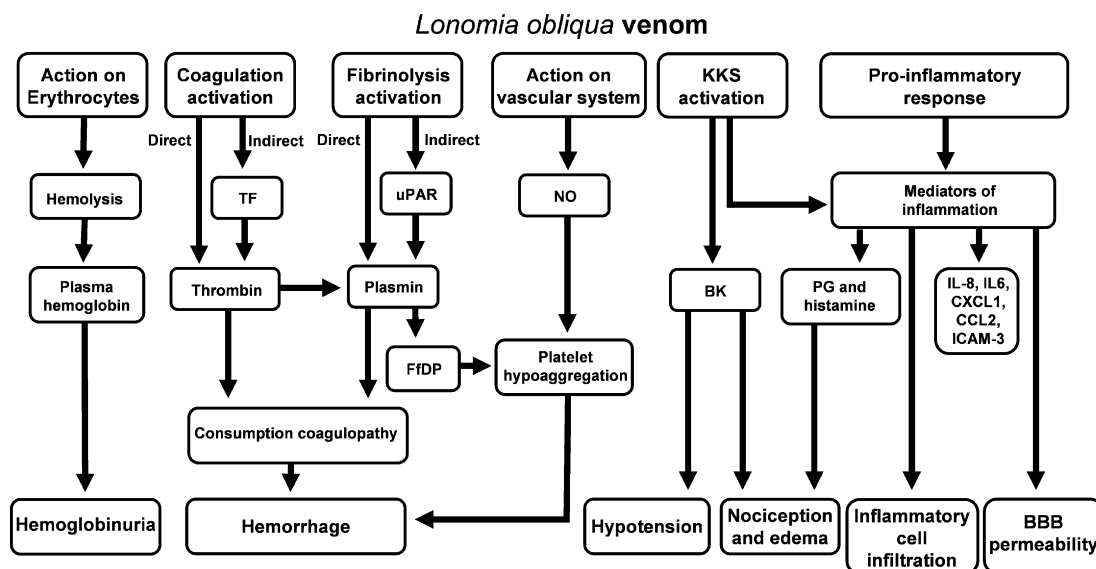 Lonomia obliqua venom
Action on
Erythrocytes
Coagulation
activation
Fibrinolysis
activation
Action on
vascular system
KKS
activation
Pro-inflammatory
response
Direct
Indirect
Direct
Indirect
Hemolysis
TF
uPAR
NO
Mediators of
inflammation
Plasma
hemoglobin
Thrombin
Plasmin
BK
PG and
histamine
IL-8, IL6,
CXCL1,
CCL2,
ICAM-3
FfDP
Platelet
hypoaggregation
Consumption coagulopathy
Hemoglobinuria
Hemorrhage
Hypotension
Nociception
and edema
Inflammatory
cell
infiltration
BBB
permeability